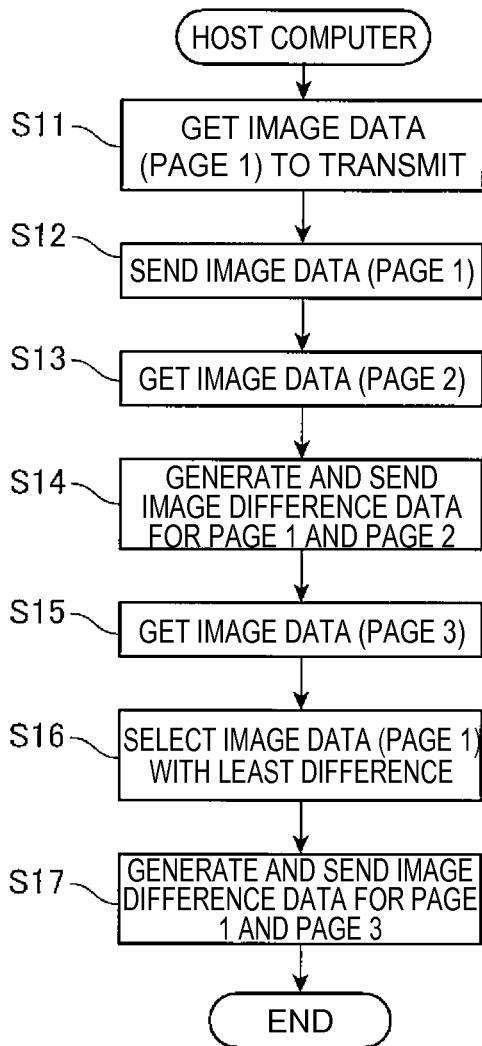 HOST COMPUTER
S11
GET IMAGE DATA
(PAGE 1) TO TRANSMIT
S12
SEND IMAGE DATA (PAGE 1)
S13
GET IMAGE DATA (PAGE 2)
S14
GENERATE AND SEND
IMAGE DIFFERENCE DATA
FOR PAGE 1 AND PAGE 2
S15
GET IMAGE DATA (PAGE 3)
S16
SELECT IMAGE DATA (PAGE 1)
WITH LEAST DIFFERENCE
S17
GENERATE AND SEND IMAGE
DIFFERENCE DATA FOR PAGE
1 AND PAGE 3
END